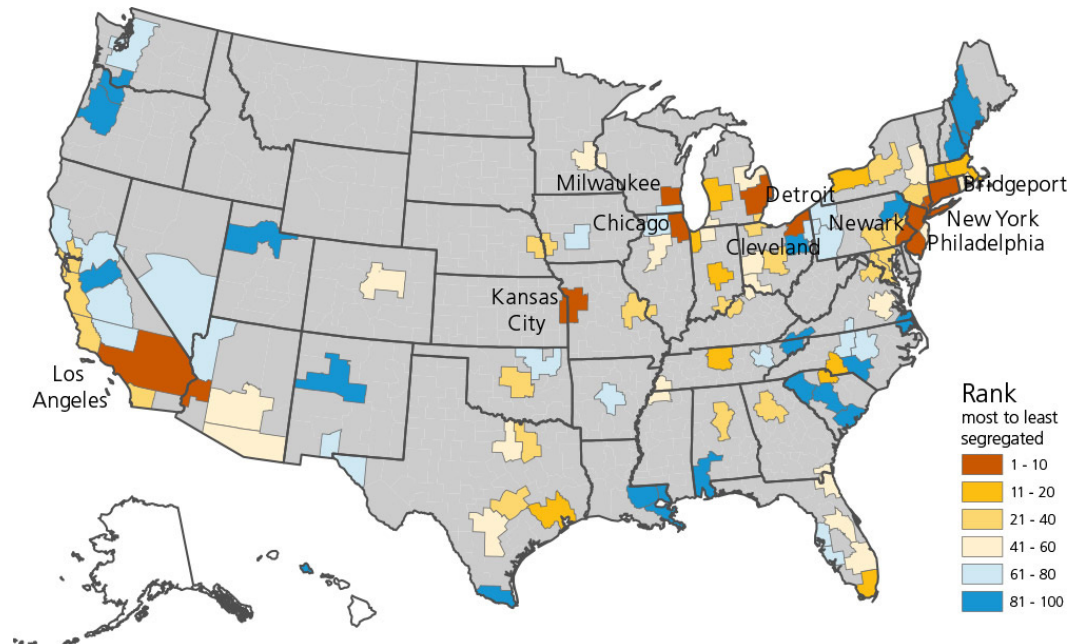 Milwaukee
Detroit
Bridgeport
Chicago
Newark
New York
Cleveland
Philadelphia
Kansas
City
Los
Angeles
Rank
most to least
segregated
1 - 10
11 - 20
21 - 40
41 - 60
61 - 80
81 - 100